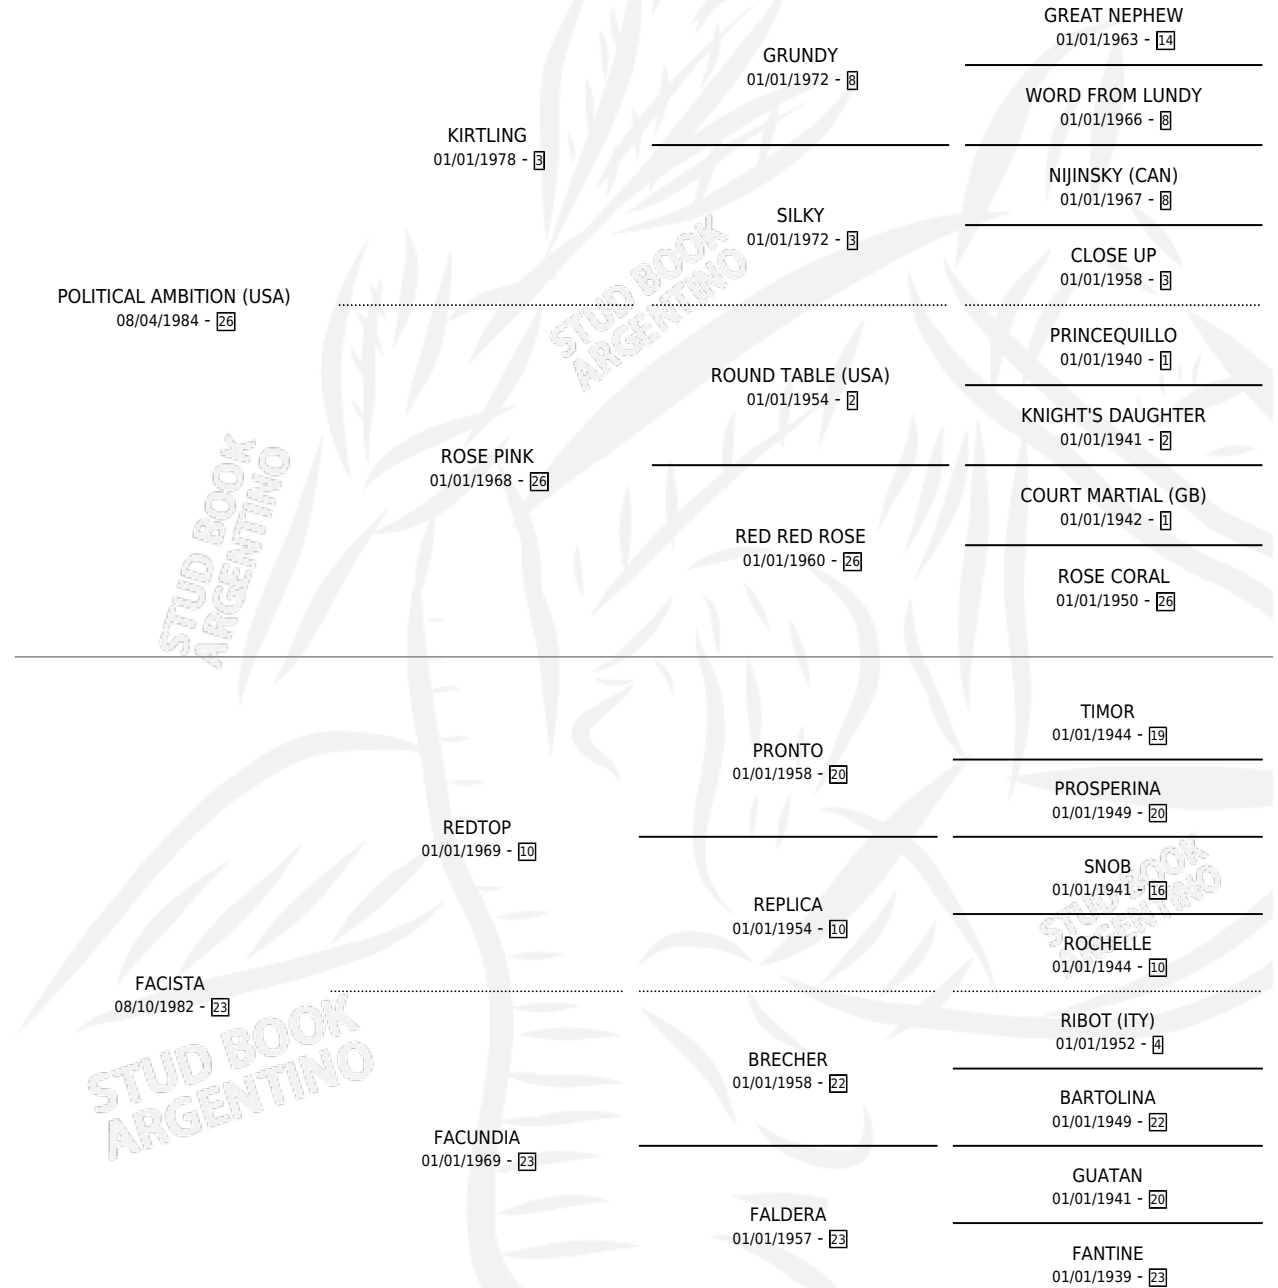 GREAT NEPHEW
01/01/1963 - 14
GRUNDY
01/01/1972 - 8
WORD FROM LUNDY
01/01/1966 - 8
KIRTLING
01/01/1978 - 3
NIJINSKY (CAN)
01/01/1967 - 8
SILKY
01/01/1972 - 3
CLOSE UP
01/01/1958 - 3
POLITICAL AMBITION (USA)
08/04/1984 - 26
PRINCEQUILLO
01/01/1940 - 1
ROUND TABLE (USA)
01/01/1954 - 2
KNIGHT'S DAUGHTER
01/01/1941 - 2
ROSE PINK
01/01/1968 - 26
COURT MARTIAL (GB)
01/01/1942 - 1
RED RED ROSE
01/01/1960 - 26
ROSE CORAL
01/01/1950 - 26
STUD BOOK
ARGENTINO
STUD BOOK
ARGENTINO
TIMOR
01/01/1944 - 19
PRONTO
01/01/1958 - 20
PROSPERINA
01/01/1949 - 20
REDTOP
01/01/1969 - 10
SNOB
01/01/1941 - 16
REPLICA
01/01/1954 - 10
ROCHELLE
01/01/1944 - 10
FACISTA
08/10/1982 - 23
RIBOT (ITY)
01/01/1952 - 4
BRECHER
01/01/1958 - 22
BARTOLINA
01/01/1949 - 22
FACUNDIA
01/01/1969 - 23
GUATAN
01/01/1941 - 20
FALDERA
01/01/1957 - 23
FANTINE
01/01/1939 - 23
STUD BOOK
ARGENTINO
STUD BOOK
ARGENTINO